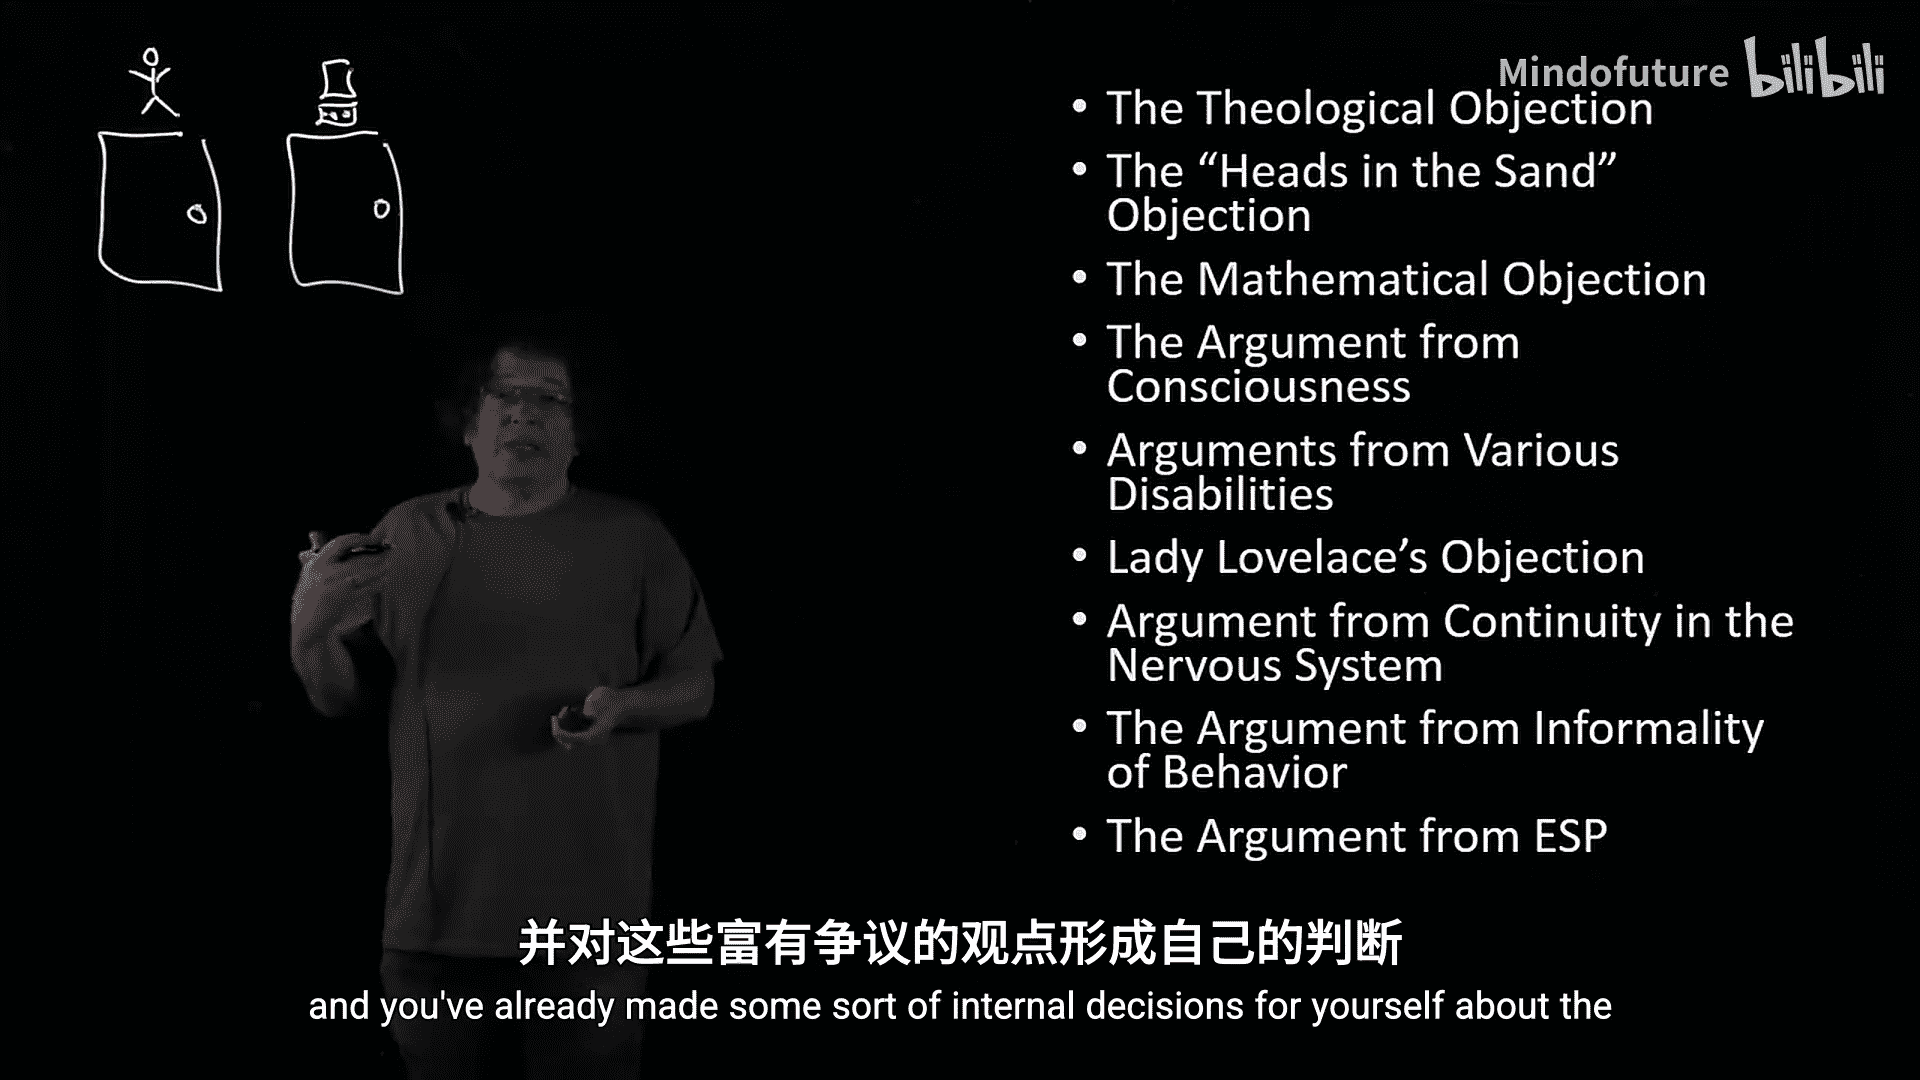 Mindofuture bilibili
• The Theological Objection
• The “Heads in the Sand”
Objection
• The Mathematical Objection
• The Argument from
Consciousness
• Arguments from Various
Disabilities
• Lady Lovelace’s Objection
• Argument from Continuity in the
Nervous System
• The Argument from Informality
of Behavior
• The Argument from ESP
并对这些富有争议的观点形成自己的判断
and you've already made some sort of internal decisions for yourself about the